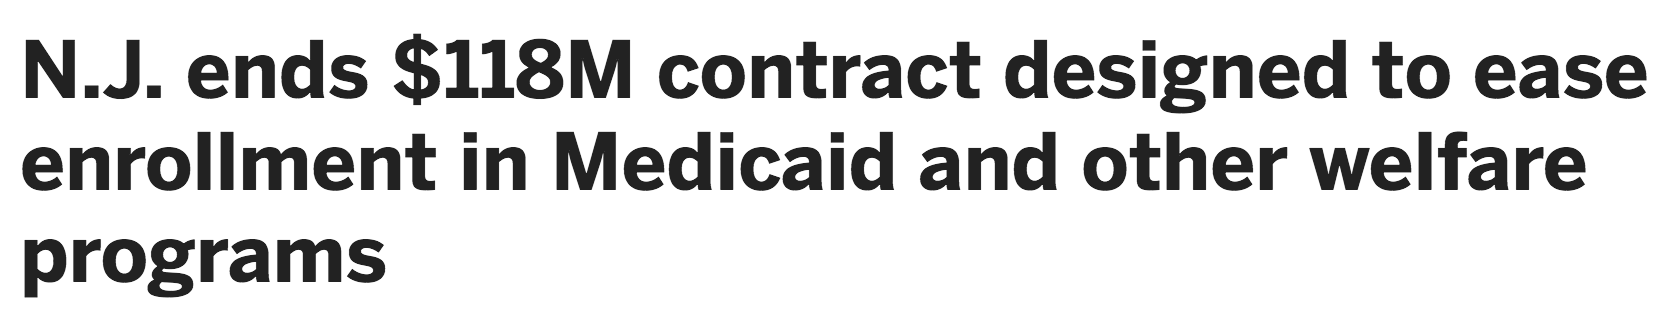 N.J. ends $118M contract designed to ease
enrollment in Medicaid and other welfare
programs